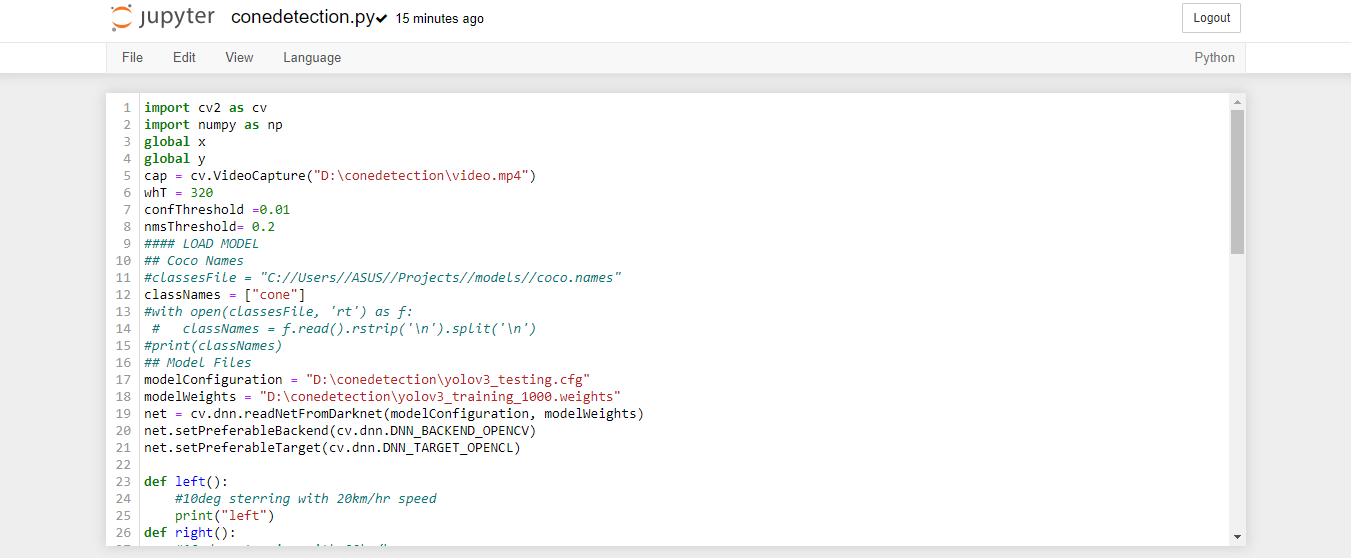 jupyter conedetection.py✔ 15 minutes ago Logout
File Edit View Language Python
1 import cv2 as cv
2 import numpy as np
3 global x
4 global y
5 cap = cv.VideoCapture("D:\conedetection\video.mp4")
6 whT = 320
7 confThreshold =0.01
8 nmsThreshold= 0.2
9 #### LOAD MODEL
10 ## Coco Names
11 #classesFile = "C://Users//ASUS//Projects//models//coco.names"
12 classNames = ["cone"]
13 #with open(classesFile, 'rt') as f:
14  #   classNames = f.read().rstrip('\n').split('\n')
15 #print(classNames)
16 ## Model Files
17 modelConfiguration = "D:\conedetection\yolov3_testing.cfg"
18 modelWeights = "D:\conedetection\yolov3_training_1000.weights"
19 net = cv.dnn.readNetFromDarknet(modelConfiguration, modelWeights)
20 net.setPreferableBackend(cv.dnn.DNN_BACKEND_OPENCV)
21 net.setPreferableTarget(cv.dnn.DNN_TARGET_OPENCL)
22
23 def left():
24     #10deg sterring with 20km/hr speed
25     print("left")
26 def right():